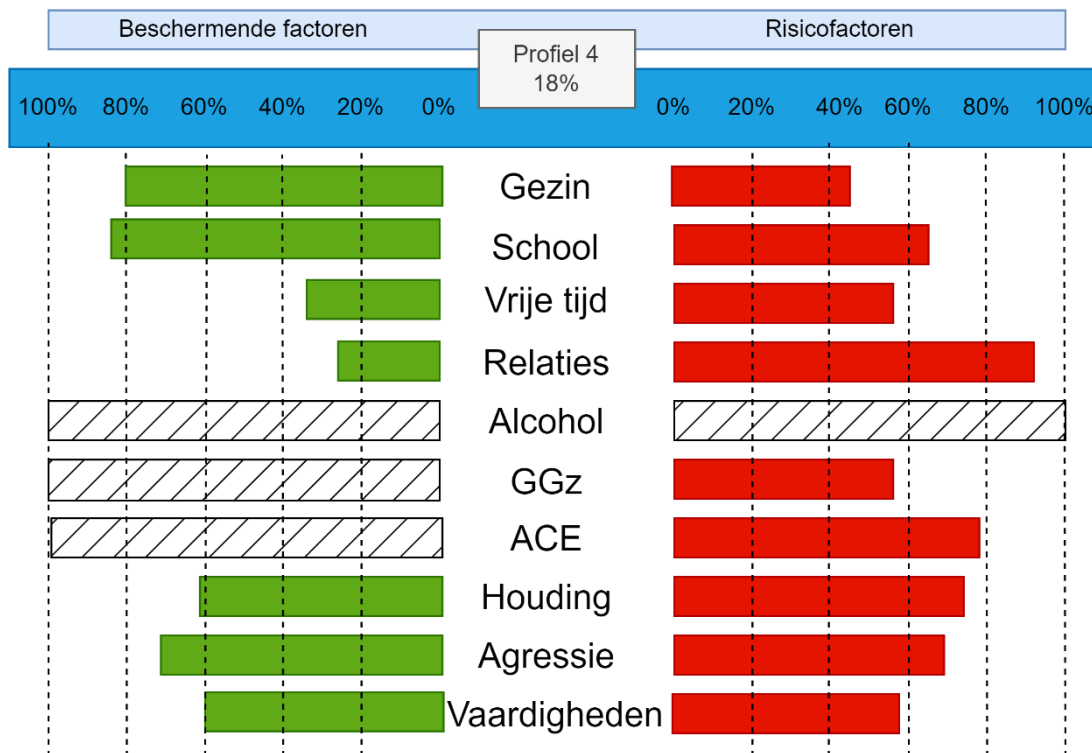 Beschermende factoren
Risicofactoren
Profiel 4
18%
100% 80% 60% 40% 20% 0% 0% 20% 40% 60% 80% 100%
Gezin
School
Vrije tijd
Relaties
Alcohol
GGz
ACE
Houding
Agressie
Vaardigheden